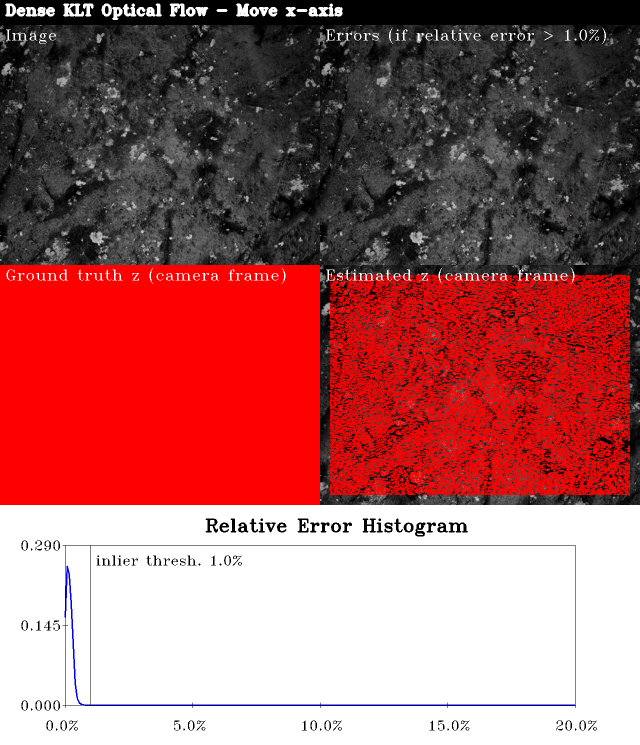 Dense KLT Optical Flow - Move x-axis
Image
Errors (if relative error > 1.0%)
Ground truth z (camera frame)
Estimated z (camera frame)
Relative Error Histogram
0.290
inlier thresh. 1.0%
0.145
0.000
0.0%
5.0%
10.0%
15.0%
20.0%